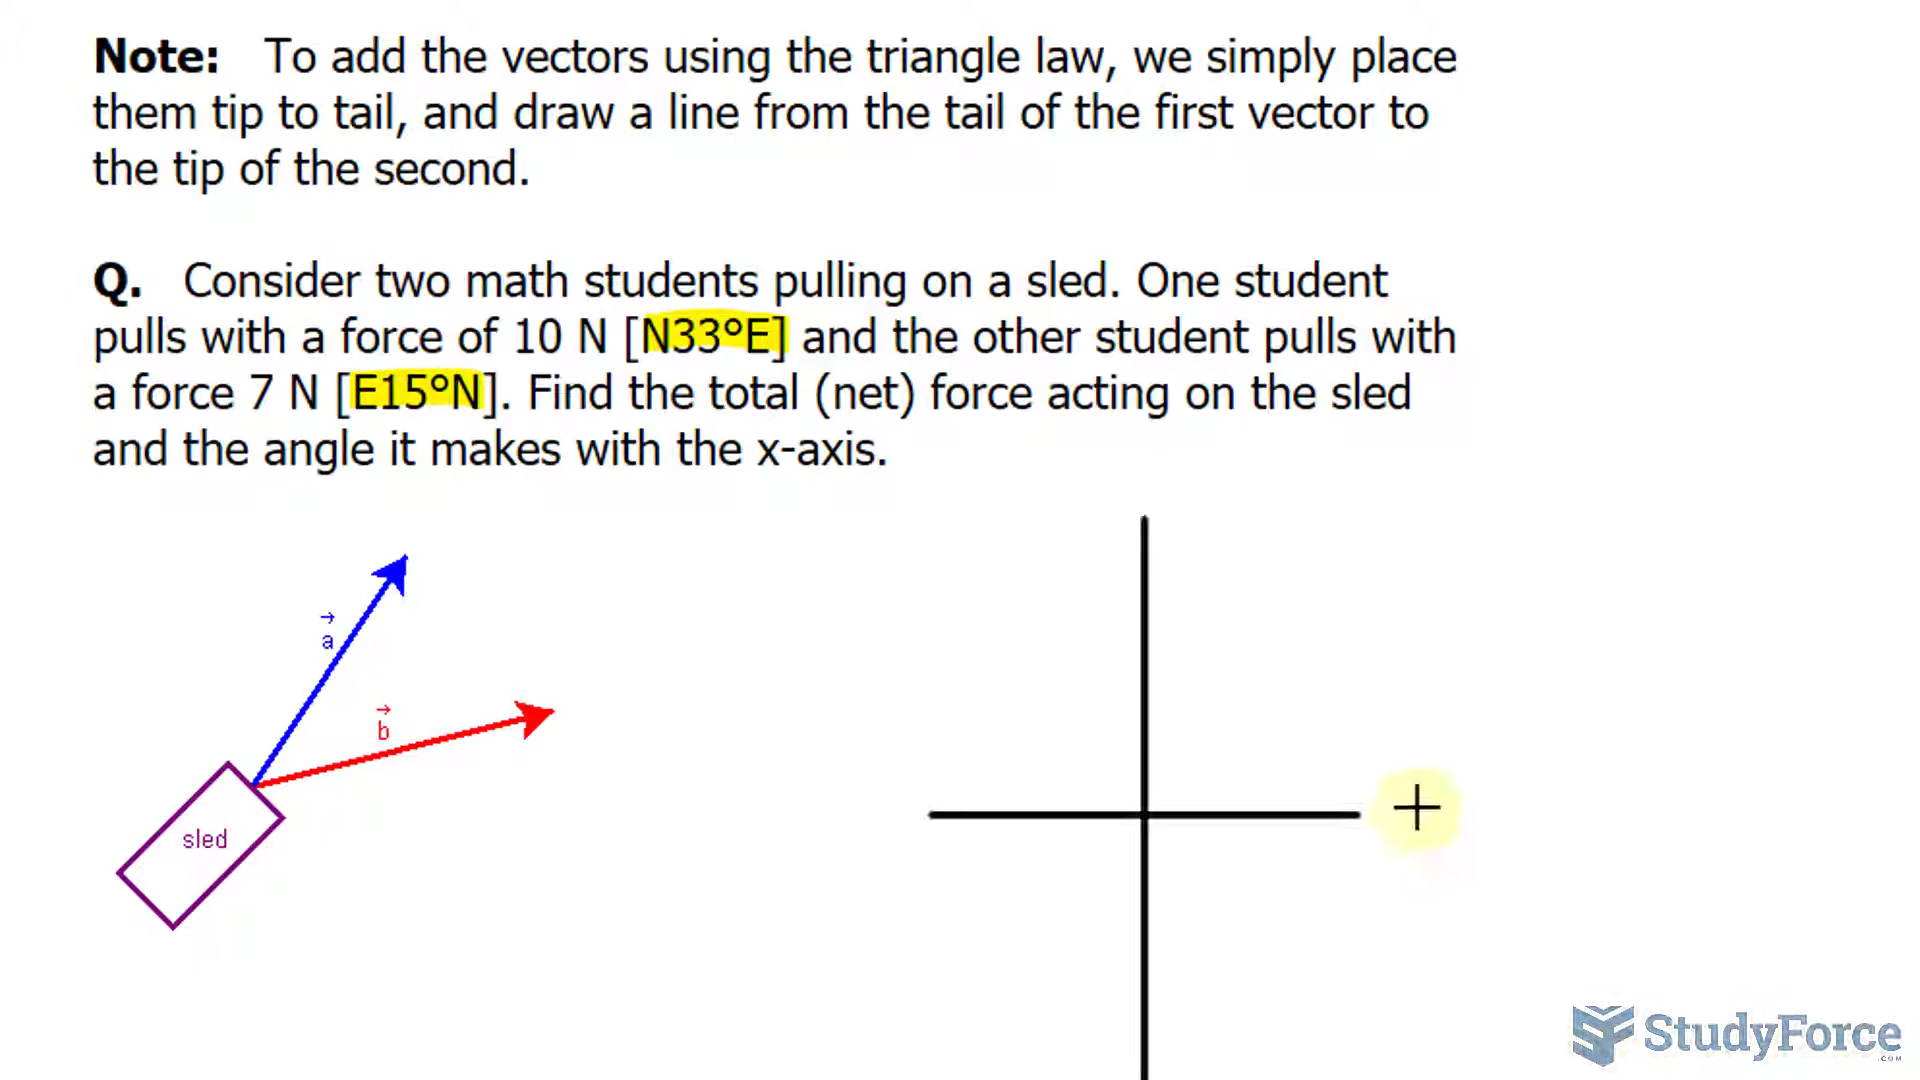 Note: To add the vectors using the triangle law, we simply place
them tip to tail, and draw a line from the tail of the first vector to
the tip of the second.
Q. Consider two math students pulling on a sled. One student
pulls with a force of 10 N [N33°E] and the other student pulls with
a force 7 N [E15°N]. Find the total (net) force acting on the sled
and the angle it makes with the x-axis.
a
b
sled
StudyForce
.COM